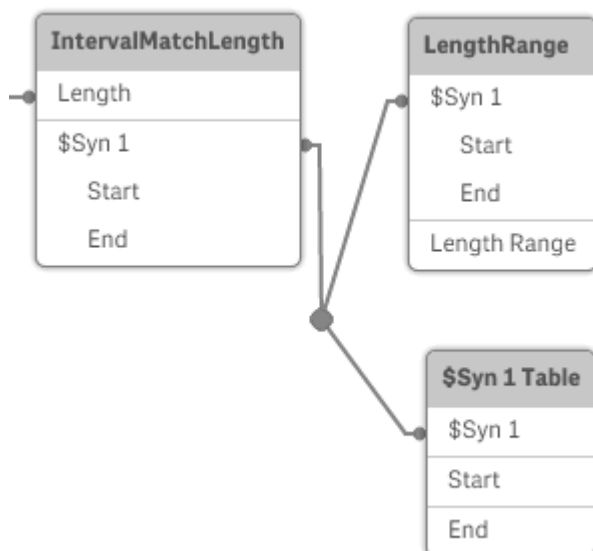 IntervalMatchLength
Length
$Syn 1
Start
End
LengthRange
$Syn 1
Start
End
Length Range
$Syn 1 Table
$Syn 1
Start
End